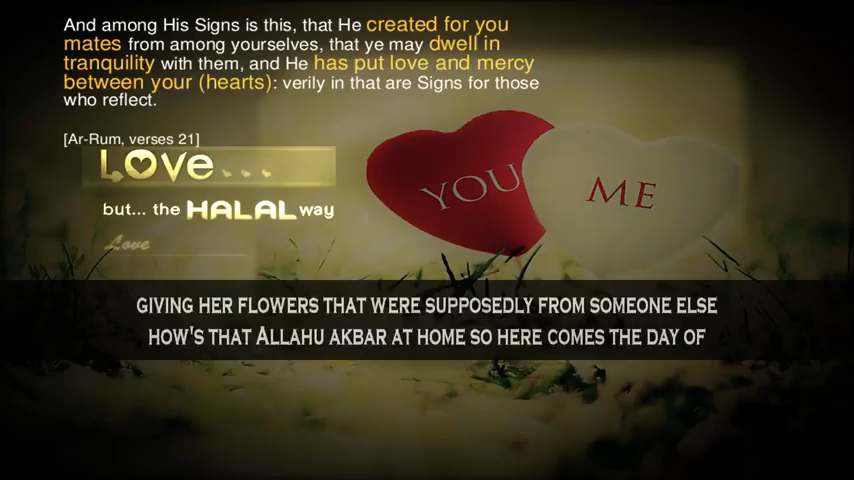 And among His Signs is this, that He created for you
mates from among yourselves, that ye may dwell in
tranquility with them, and He has put love and mercy
between your (hearts): verily in that are Signs for those
who reflect.
[Ar-Rum, verses 21]
Love...
but... the HALAL way
Love
YOU
ME
GIVING HER FLOWERS THAT WERE SUPPOSEDLY FROM SOMEONE ELSE
HOW'S THAT ALLAHU AKBAR AT HOME SO HERE COMES THE DAY OF